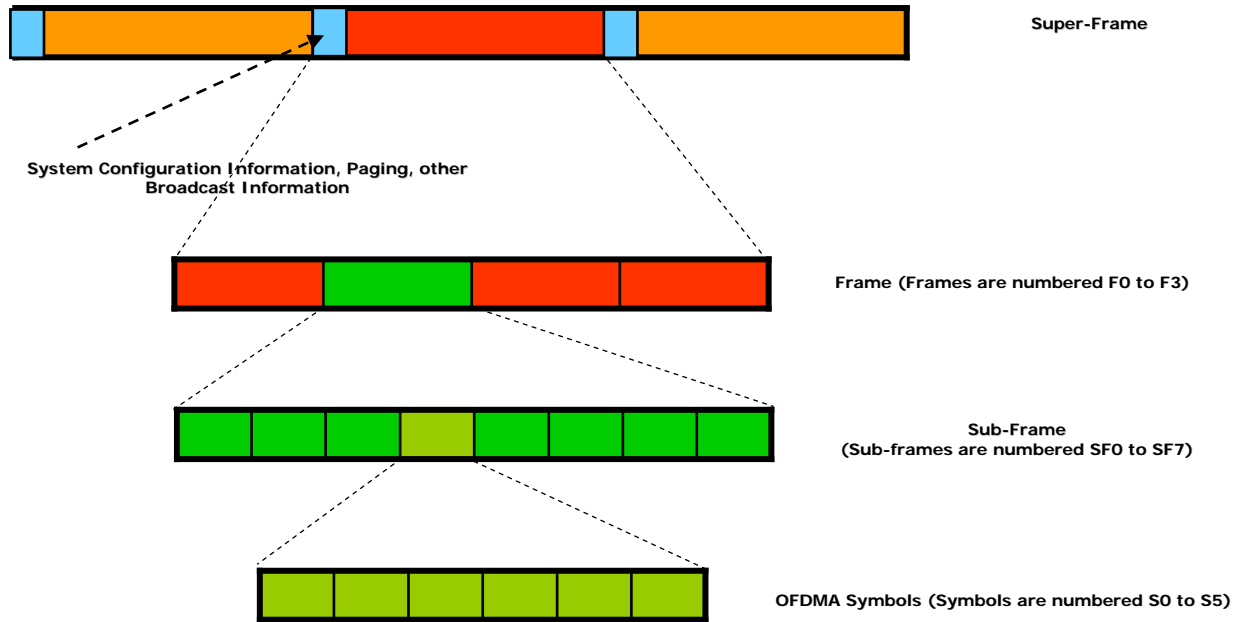 Super-Frame
System Configuration Information, Paging, other
Broadcast Information
Frame (Frames are numbered F0 to F3)
Sub-Frame
(Sub-frames are numbered SF0 to SF7)
OFDMA Symbols (Symbols are numbered S0 to S5)